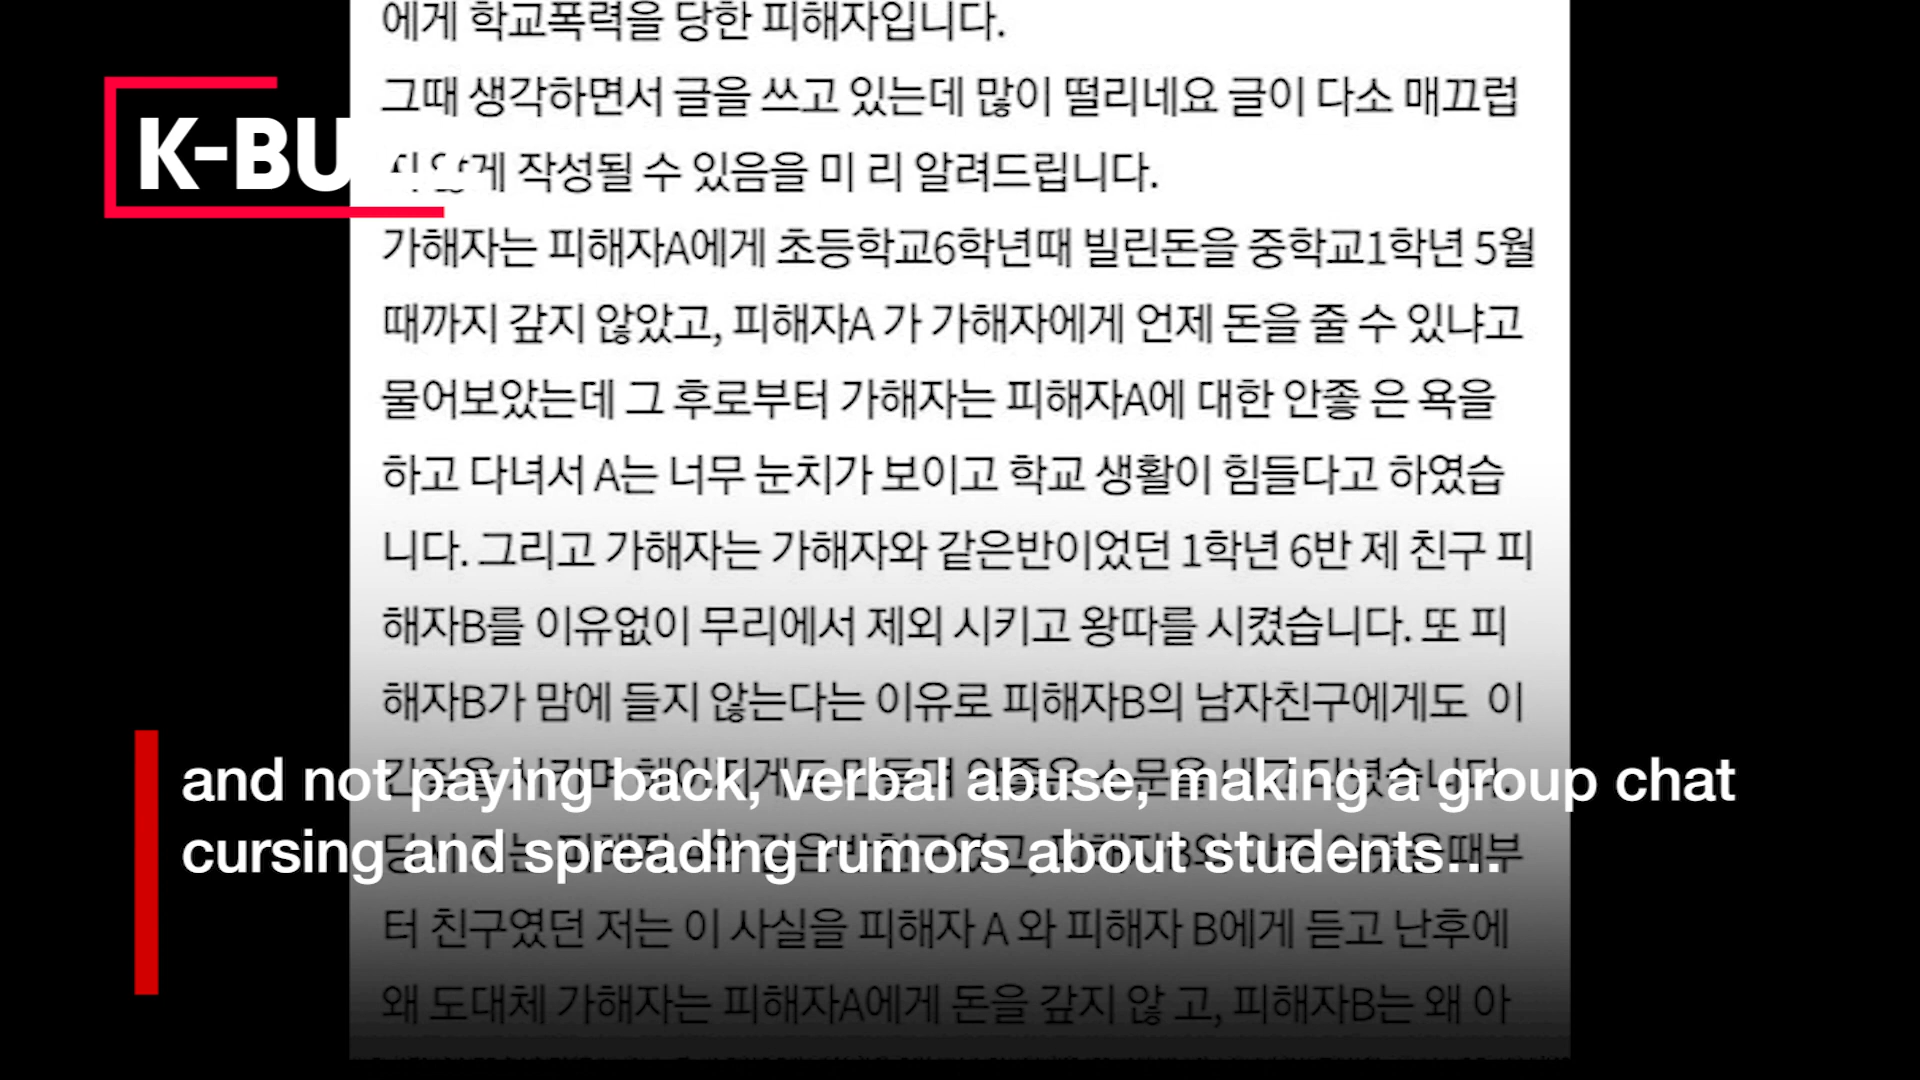 에게 학교폭력을 당한 피해자입니다.
그때 생각하면서 글을 쓰고 있는데 많이 떨리네요 글이 다소 매끄럽
K-BU
게 작성될 수 있음을 미 리 알려드립니다.
가해자는 피해자A에게 초등학교6학년때 빌린돈을 중학교1학년 5월
때까지 갚지 않았고, 피해자A 가 가해자에게 언제 돈을 줄 수 있냐고
물어보았는데 그 후로부터 가해자는 피해자A에 대한 안좋 은 욕을
하고 다녀서 A는 너무 눈치가 보이고 학교 생활이 힘들다고 하였습
니다. 그리고 가해자는 가해자와 같은반이었던 1학년 6반 제 친구 피
해자B를 이유없이 무리에서 제외 시키고 왕따를 시켰습니다. 또 피
해자B가 맘에 들지 않는다는 이유로 피해자B의 남자친구에게도 이
and not paying back, verbal abuse, making a group chat
cursing and spreading rumors about students...
때부
터 친구였던 저는 이 사실을 피해자 A 와 피해자 B에게 듣고 난후에
왜 도대체 가해자는 피해자A에게 돈을 갚지 않 고, 피해자B는 왜 아